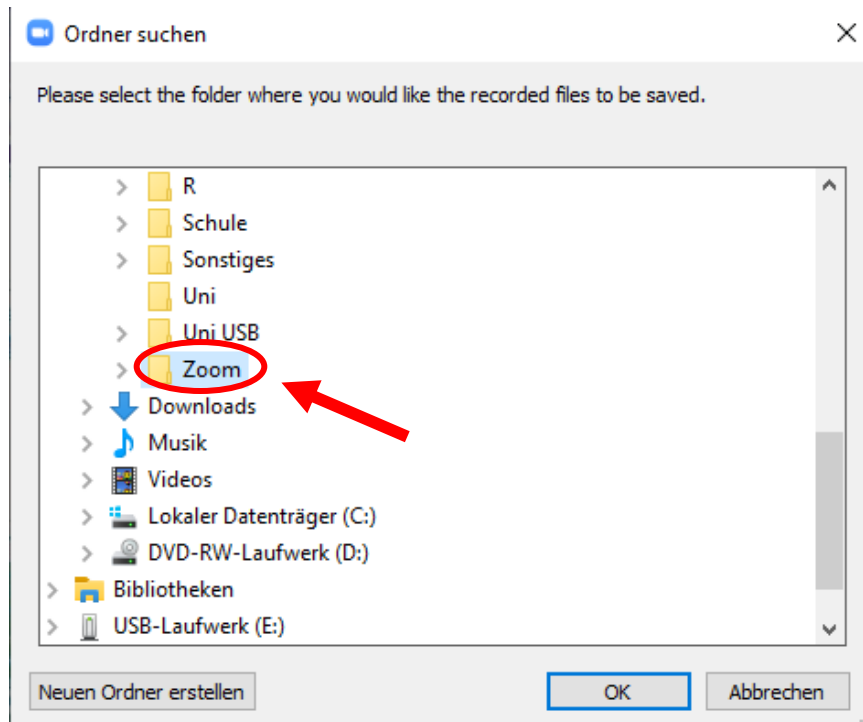 Ordner suchen
Please select the folder where you would like the recorded files to be saved.
R
Schule
Sonstiges
Uni
Uni USB
Zoom
Downloads
Musik
Videos
Lokaler Datenträger (C:)
DVD-RW-Laufwerk (D:)
Bibliotheken
USB-Laufwerk (E:)
Neuen Ordner erstellen OK Abbrechen